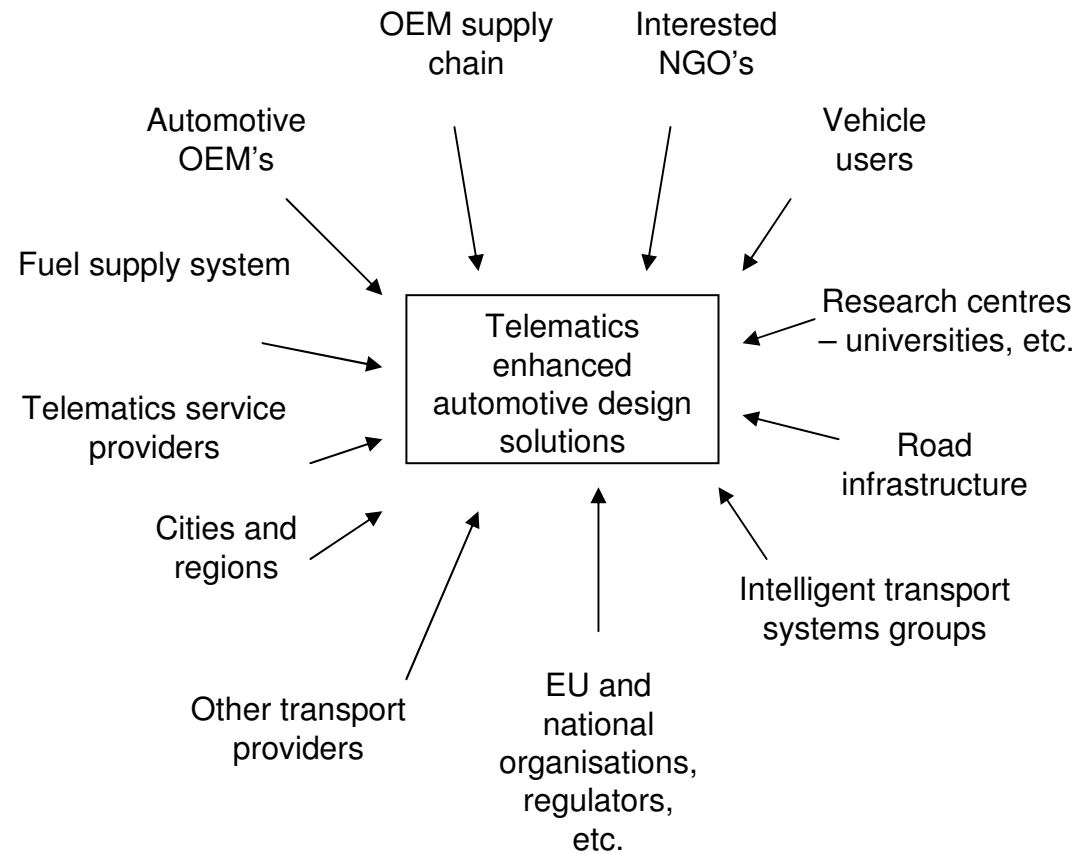 OEM supply
chain
Interested
NGO's
Automotive
OEM's
Vehicle
users
Fuel supply system
Research centres
– universities, etc.
Telematics
enhanced
automotive design
solutions
Telematics service
providers
Road
infrastructure
Cities and
regions
Intelligent transport
systems groups
Other transport
providers
EU and
national
organisations,
regulators,
etc.